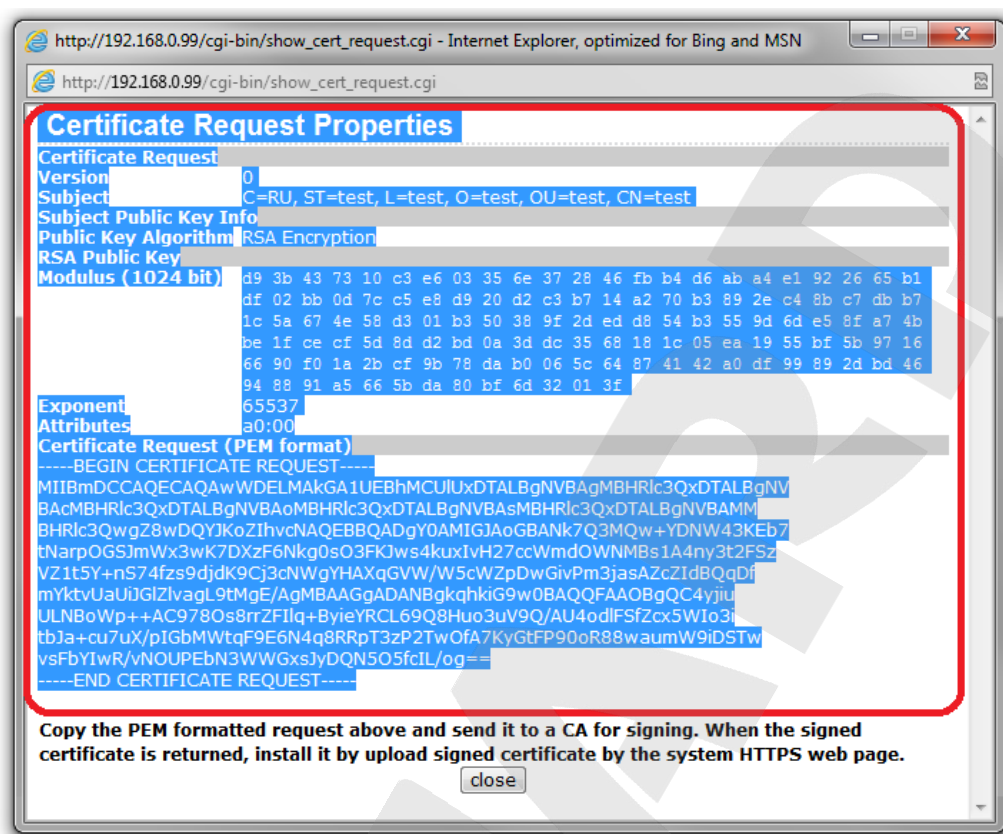 http://192.168.0.99/cgi-bin/show_cert_request.cgi - Internet Explorer, optimized for Bing and MSN
http://192.168.0.99/cgi-bin/show_cert_request.cgi
Certificate Request Properties
Certificate Request
Version 0
Subject C=RU, ST=test, L=test, O=test, OU=test, CN=test
Subject Public Key Info
Public Key Algorithm RSA Encryption
RSA Public Key
Modulus (1024 bit) d9 3b 43 73 10 c3 e6 03 35 6e 37 28 46 fb b4 d6 ab a4 e1 92 26 65 b1
df 02 bb 0d 7c c5 e8 d9 20 d2 c3 b7 14 a2 70 b3 89 2e c4 8b c7 db b7
1c 5a 67 4e 58 d3 01 b3 50 38 9f 2d ed d8 54 b3 55 9d 6d e5 8f a7 4b
be 1f ce cf 5d 8d d2 bd 0a 3d dc 35 68 18 1c 05 ea 19 55 bf 5b 97 16
66 90 f0 1a 2b cf 9b 78 da b0 06 5c 64 87 41 42 a0 df 99 89 2d bd 46
94 88 91 a5 66 5b da 80 bf 6d 32 01 3f
Exponent 65537
Attributes a0:00
Certificate Request (PEM format)
-----BEGIN CERTIFICATE REQUEST-----
MIIBmDCCAQECAQAwWDELMAkGA1UEBhMCUlUxDTALBgNVBAgMBHRlc3QxDTALBgNV
BAcMBHRlc3QxDTALBgNVBAoMBHRlc3QxDTALBgNVBAsMBHRlc3QxDTALBgNVBAMM
BHRlc3QwgZ8wDQYJKoZIhvcNAQEBBQADgY0AMIGJAoGBANk7Q3MQw+YDNW43KEb7
tNarpOGSJmWx3wK7DXzF6Nkg0sO3FKJws4kuxIvH27ccWmdOWNMBs1A4ny3t2FSz
VZ1t5Y+nS74fzs9djdK9Cj3cNWgYHAXqGVW/W5cWZpDwGivPm3jasAZcZIdBQqDf
mYktvUaUiJGlZlvagL9tMgE/AgMBAAGgADANBgkqhkiG9w0BAQQFAAOBgQC4yjiu
ULNBoWp++AC978Os8rrZFIlq+ByieYRCL69Q8Huo3uV9Q/AU4odlFSfZcx5WIo3i
tbJa+cu7uX/pIGbMWtqF9E6N4q8RRpT3zP2TwOfA7KyGtFP90oR88waumW9iDSTw
vsFbYIwR/vNOUPEbN3WWGxsJyDQN5O5fcIL/og==
-----END CERTIFICATE REQUEST-----
Copy the PEM formatted request above and send it to a CA for signing. When the signed
certificate is returned, install it by upload signed certificate by the system HTTPS web page.
close